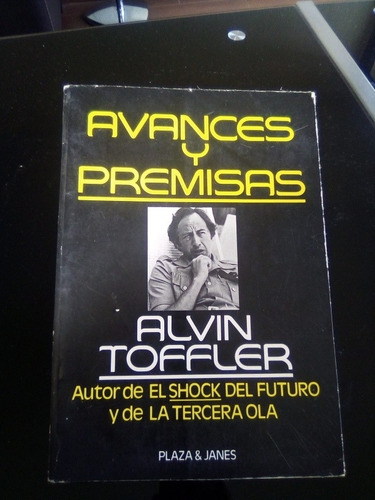 AVANCES
Y
PREMISAS
ALVIN
TOFFLER
Autor de EL SHOCK DEL FUTURO
y de LA TERCERA OLA
PLAZA & JANES